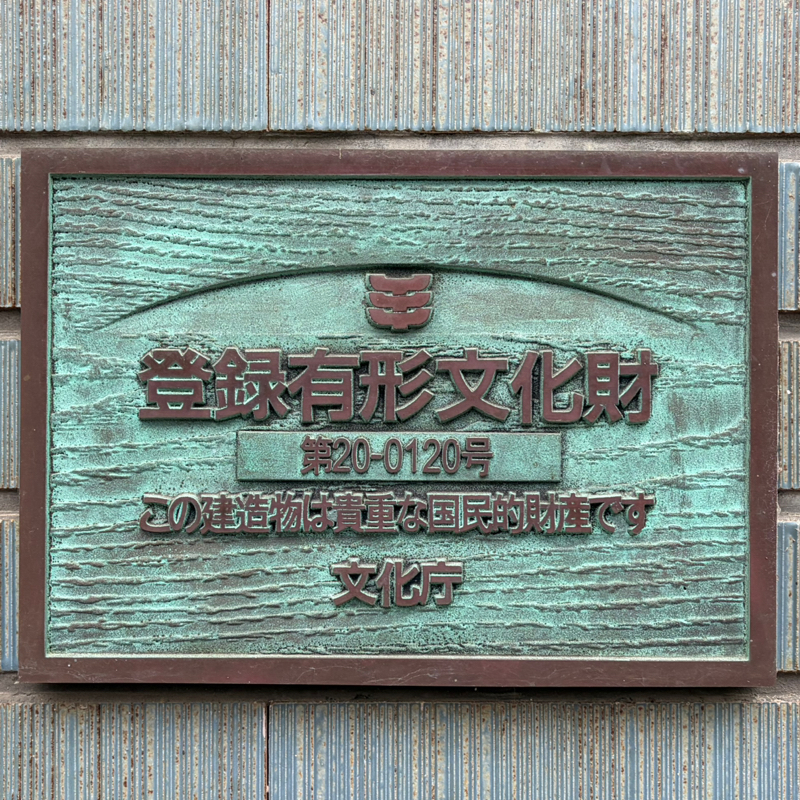 登録有形文化財
第20-0120号
この建造物は貴重な国民的財産です
文化庁